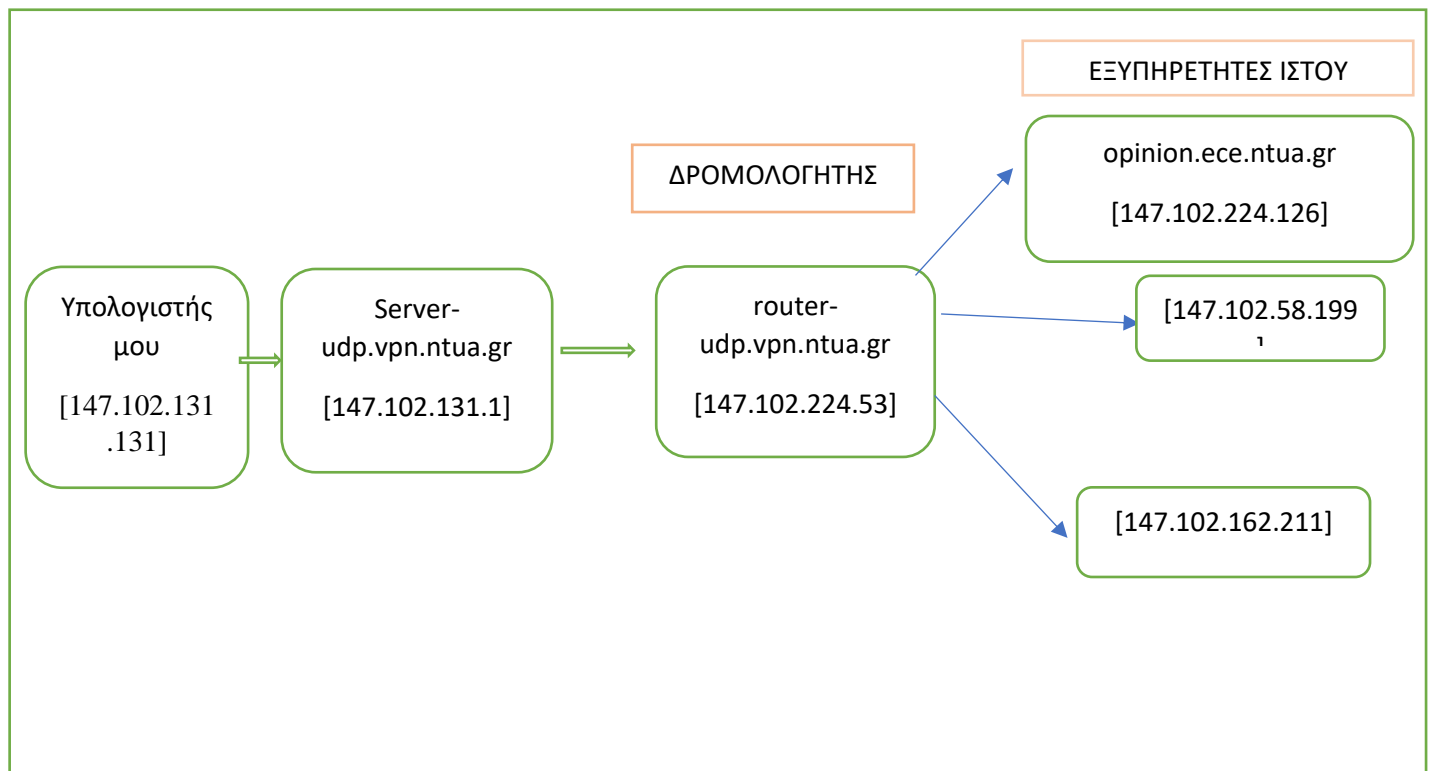 ΕΞΥΠΗΡΕΤΗΤΕΣ ΙΣΤΟΥ
opinion.ece.ntua.gr
[147.102.224.126]
ΔΡΟΜΟΛΟΓΗΤΗΣ
Υπολογιστής
μου
[147.102.131
.131]
Server-
udp.vpn.ntua.gr
[147.102.131.1]
router-
udp.vpn.ntua.gr
[147.102.224.53]
[147.102.58.199
]
[147.102.162.211]